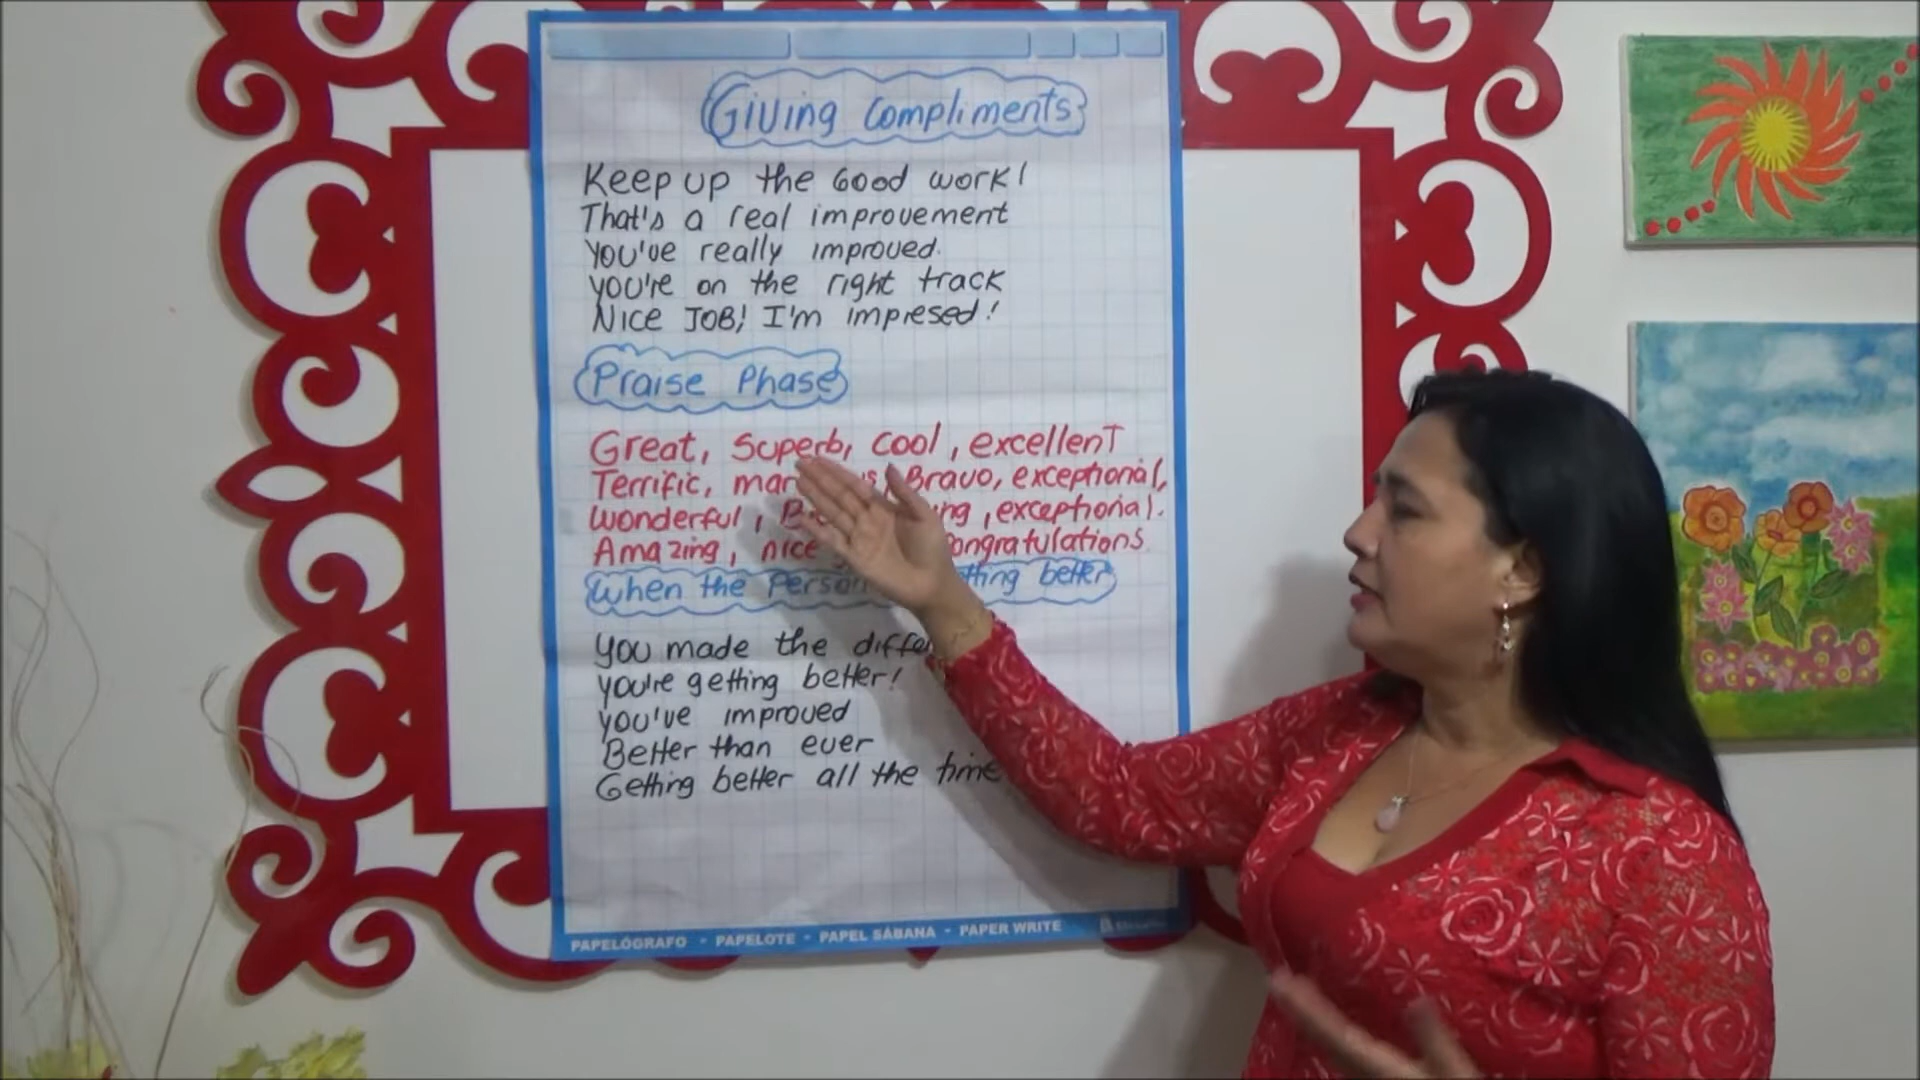 Giving Compliments
Keep up the Good work!
That's a real improvement
You've really improved.
You're on the right track
Nice JOB! I'm impresed!
Praise Phase
Great, Superb, cool, excellent
Terrific, Bravo, exceptional,
Wonderful, exceptional.
Amazing, nice
When the better
You made the
you're getting better!
you've improved
Better than ever
Getting better all the time
PAPELÓGRAFO - PAPELOTE - PAPEL SÁBANA - PAPER WRITE